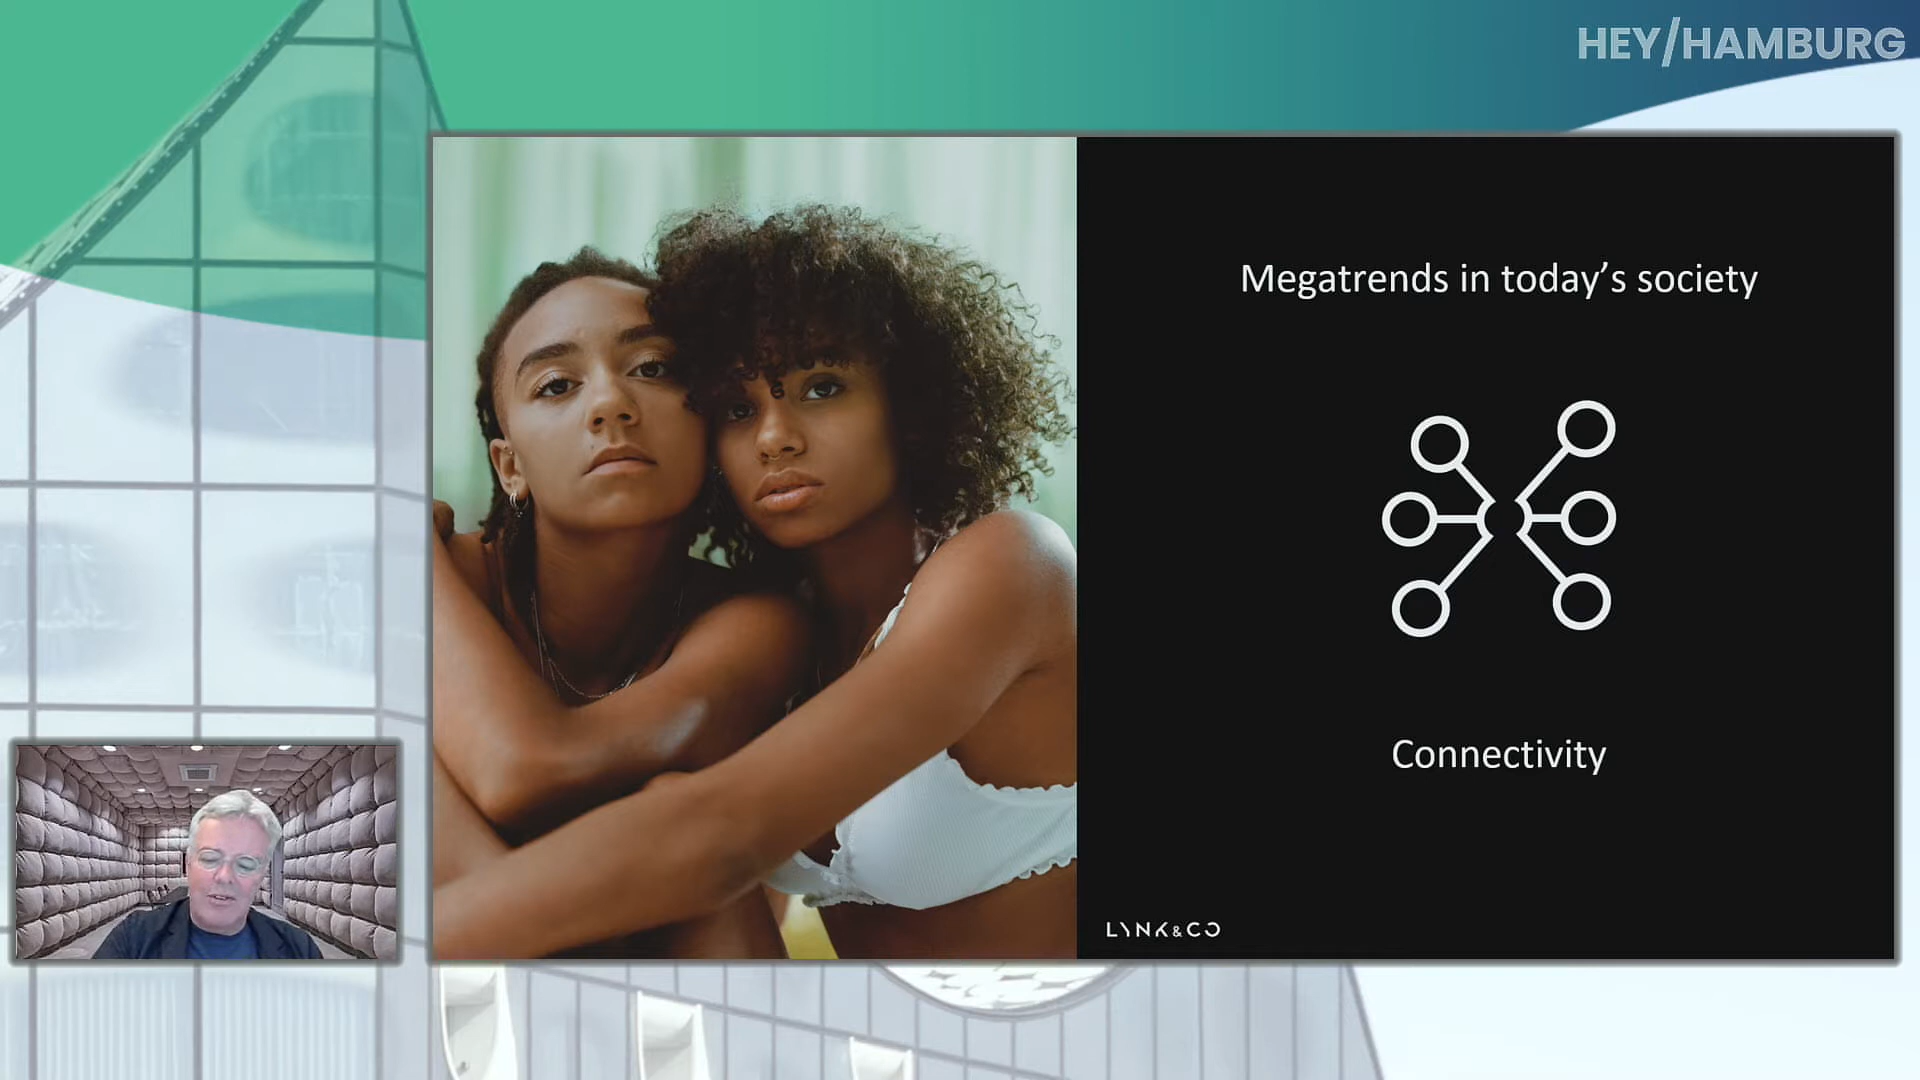 HEY/HAMBURG
Megatrends in today’s society
Connectivity
LYNK&CO